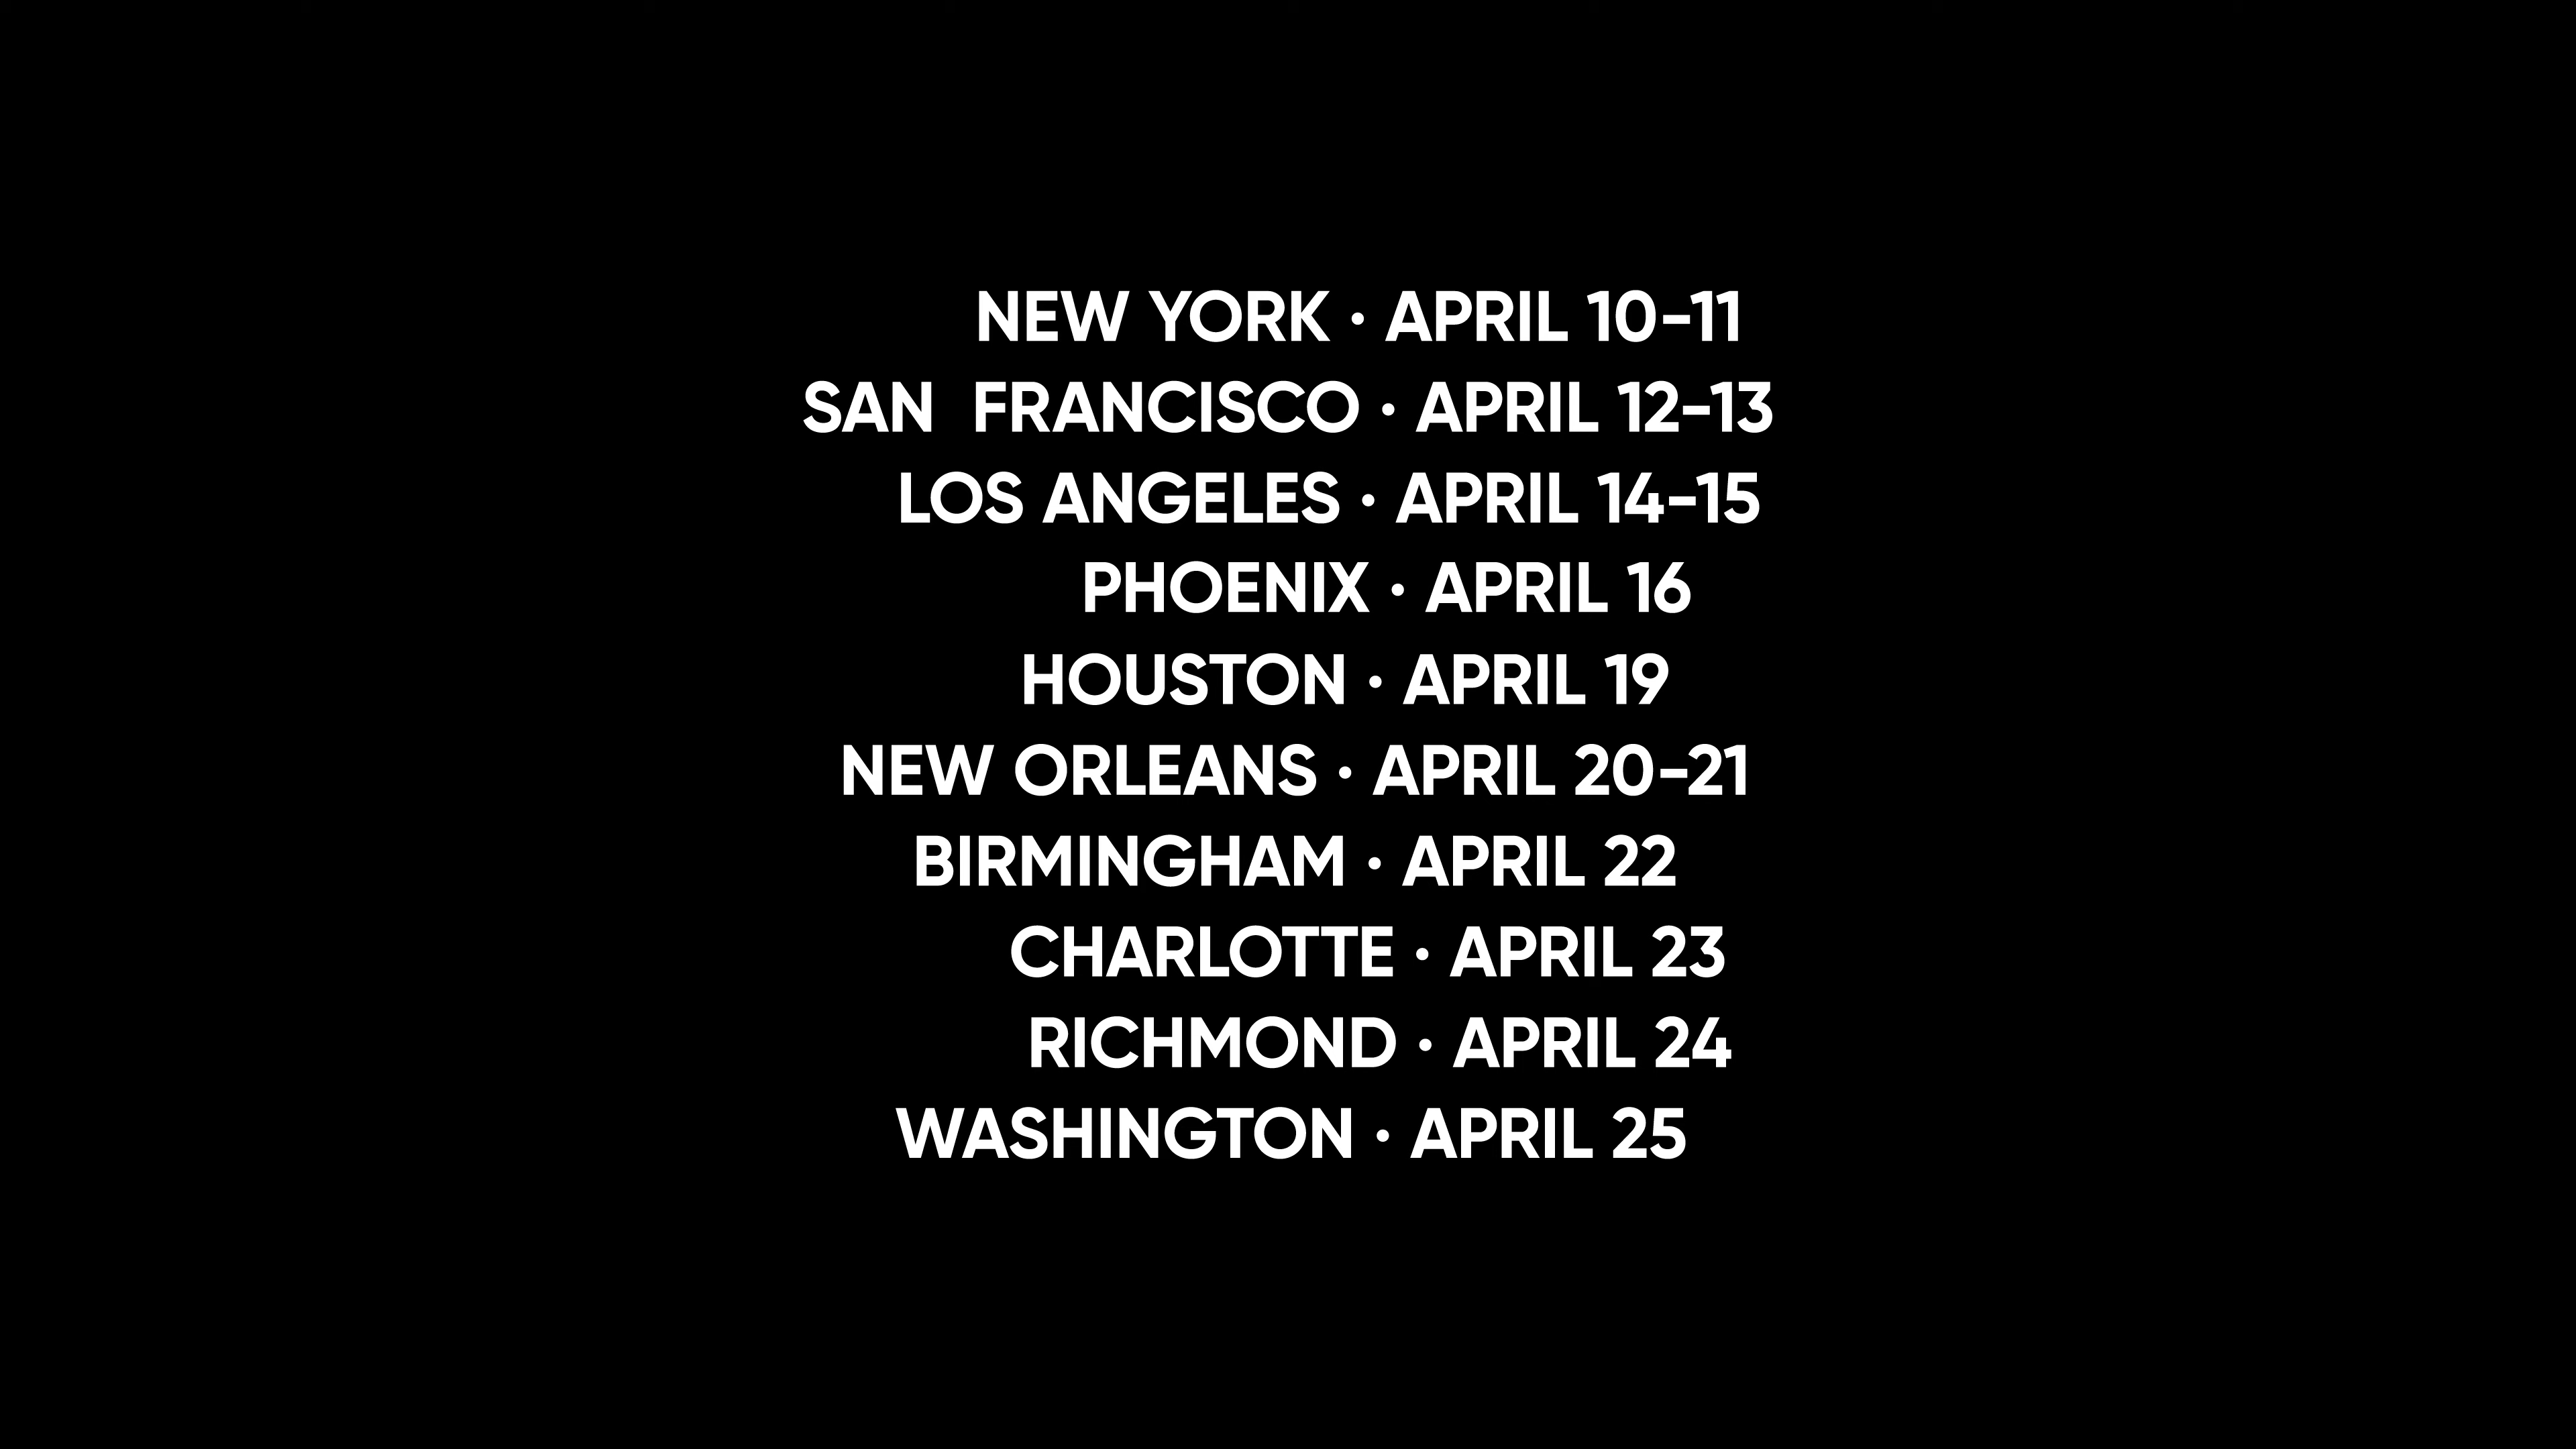 NEW YORK · APRIL 10-11
SAN  FRANCISCO · APRIL 12-13
LOS ANGELES · APRIL 14-15
PHOENIX · APRIL 16
HOUSTON · APRIL 19
NEW ORLEANS · APRIL 20-21
BIRMINGHAM · APRIL 22
CHARLOTTE · APRIL 23
RICHMOND · APRIL 24
WASHINGTON · APRIL 25